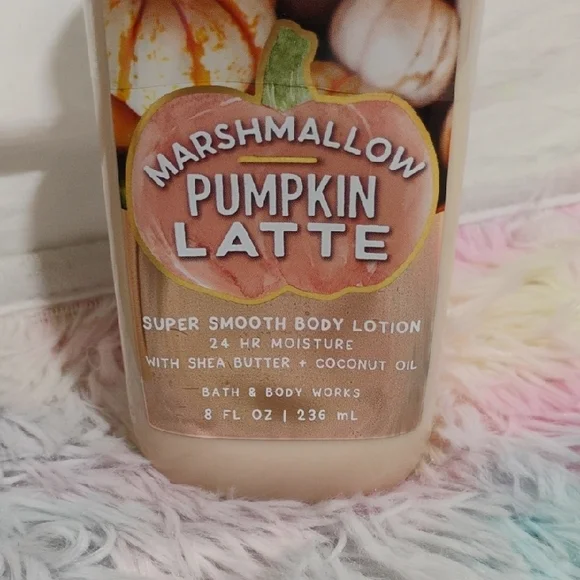 MARSHMALLOW
PUMPKIN
LATTE
SUPER SMOOTH BODY LOTION
24 HR MOISTURE
WITH SHEA BUTTER + COCONUT OIL
BATH & BODY WORKS
8 FL OZ | 236 mL